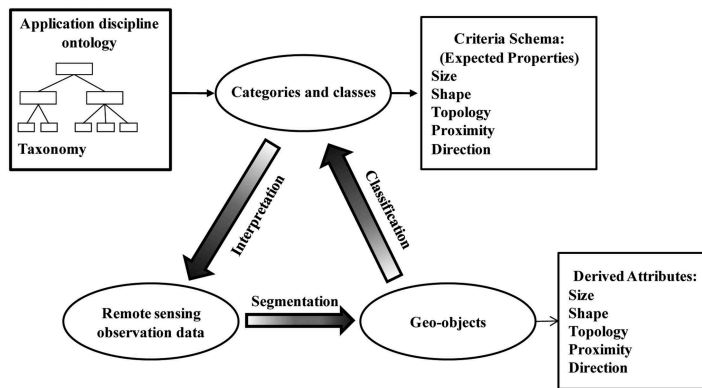 Application discipline
ontology
Taxonomy
Categories and classes
Criteria Schema:
(Expected Properties)
Size
Shape
Topology
Proximity
Direction
Interpretation
Classification
Remote sensing
observation data
Segmentation
Geo-objects
Derived Attributes:
Size
Shape
Topology
Proximity
Direction